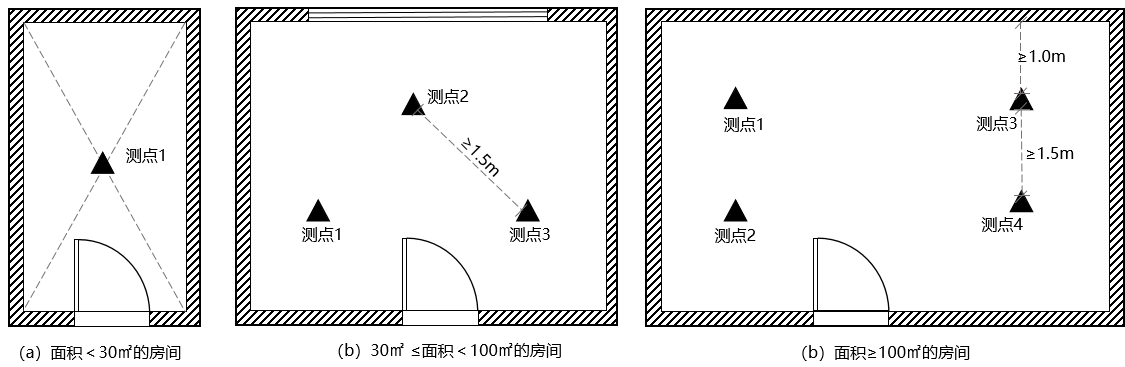 测点1
(a) 面积＜30㎡的房间
测点2
≥1.5m
测点1
测点3
(b) 30㎡ ≤面积＜100㎡的房间
≥1.0m
测点1
测点3
≥1.5m
测点2
测点4
(b) 面积≥100㎡的房间